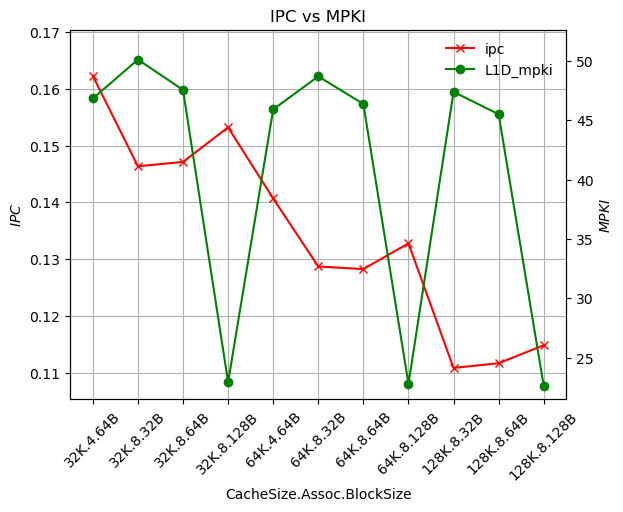 IPC vs MPKI
ipc
L1D_mpki
0.17
0.16
0.15
0.14
0.13
0.12
0.11
IPC
50
45
40
35
30
25
MPKI
32K.4.64B
32K.8.32B
32K.8.64B
32K.8.128B
64K.4.64B
64K.8.32B
64K.8.64B
64K.8.128B
128K.8.32B
128K.8.64B
128K.8.128B
CacheSize.Assoc.BlockSize